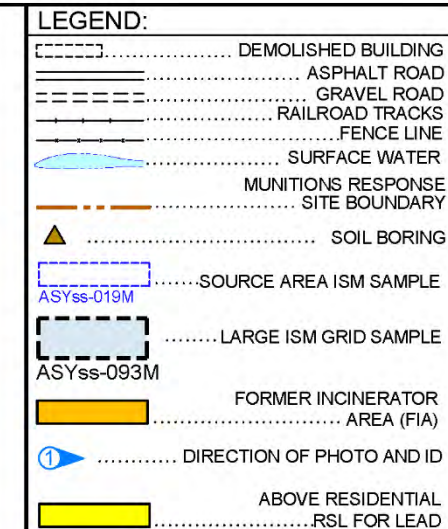 LEGEND:
DEMOLISHED BUILDING
ASPHALT ROAD
GRAVEL ROAD
RAILROAD TRACKS
FENCE LINE
SURFACE WATER
MUNITIONS RESPONSE
SITE BOUNDARY
SOIL BORING
SOURCE AREA ISM SAMPLE
ASYss-019M
LARGE ISM GRID SAMPLE
ASYss-093M
FORMER INCINERATOR
AREA (FIA)
1 DIRECTION OF PHOTO AND ID
ABOVE RESIDENTIAL
RSL FOR LEAD